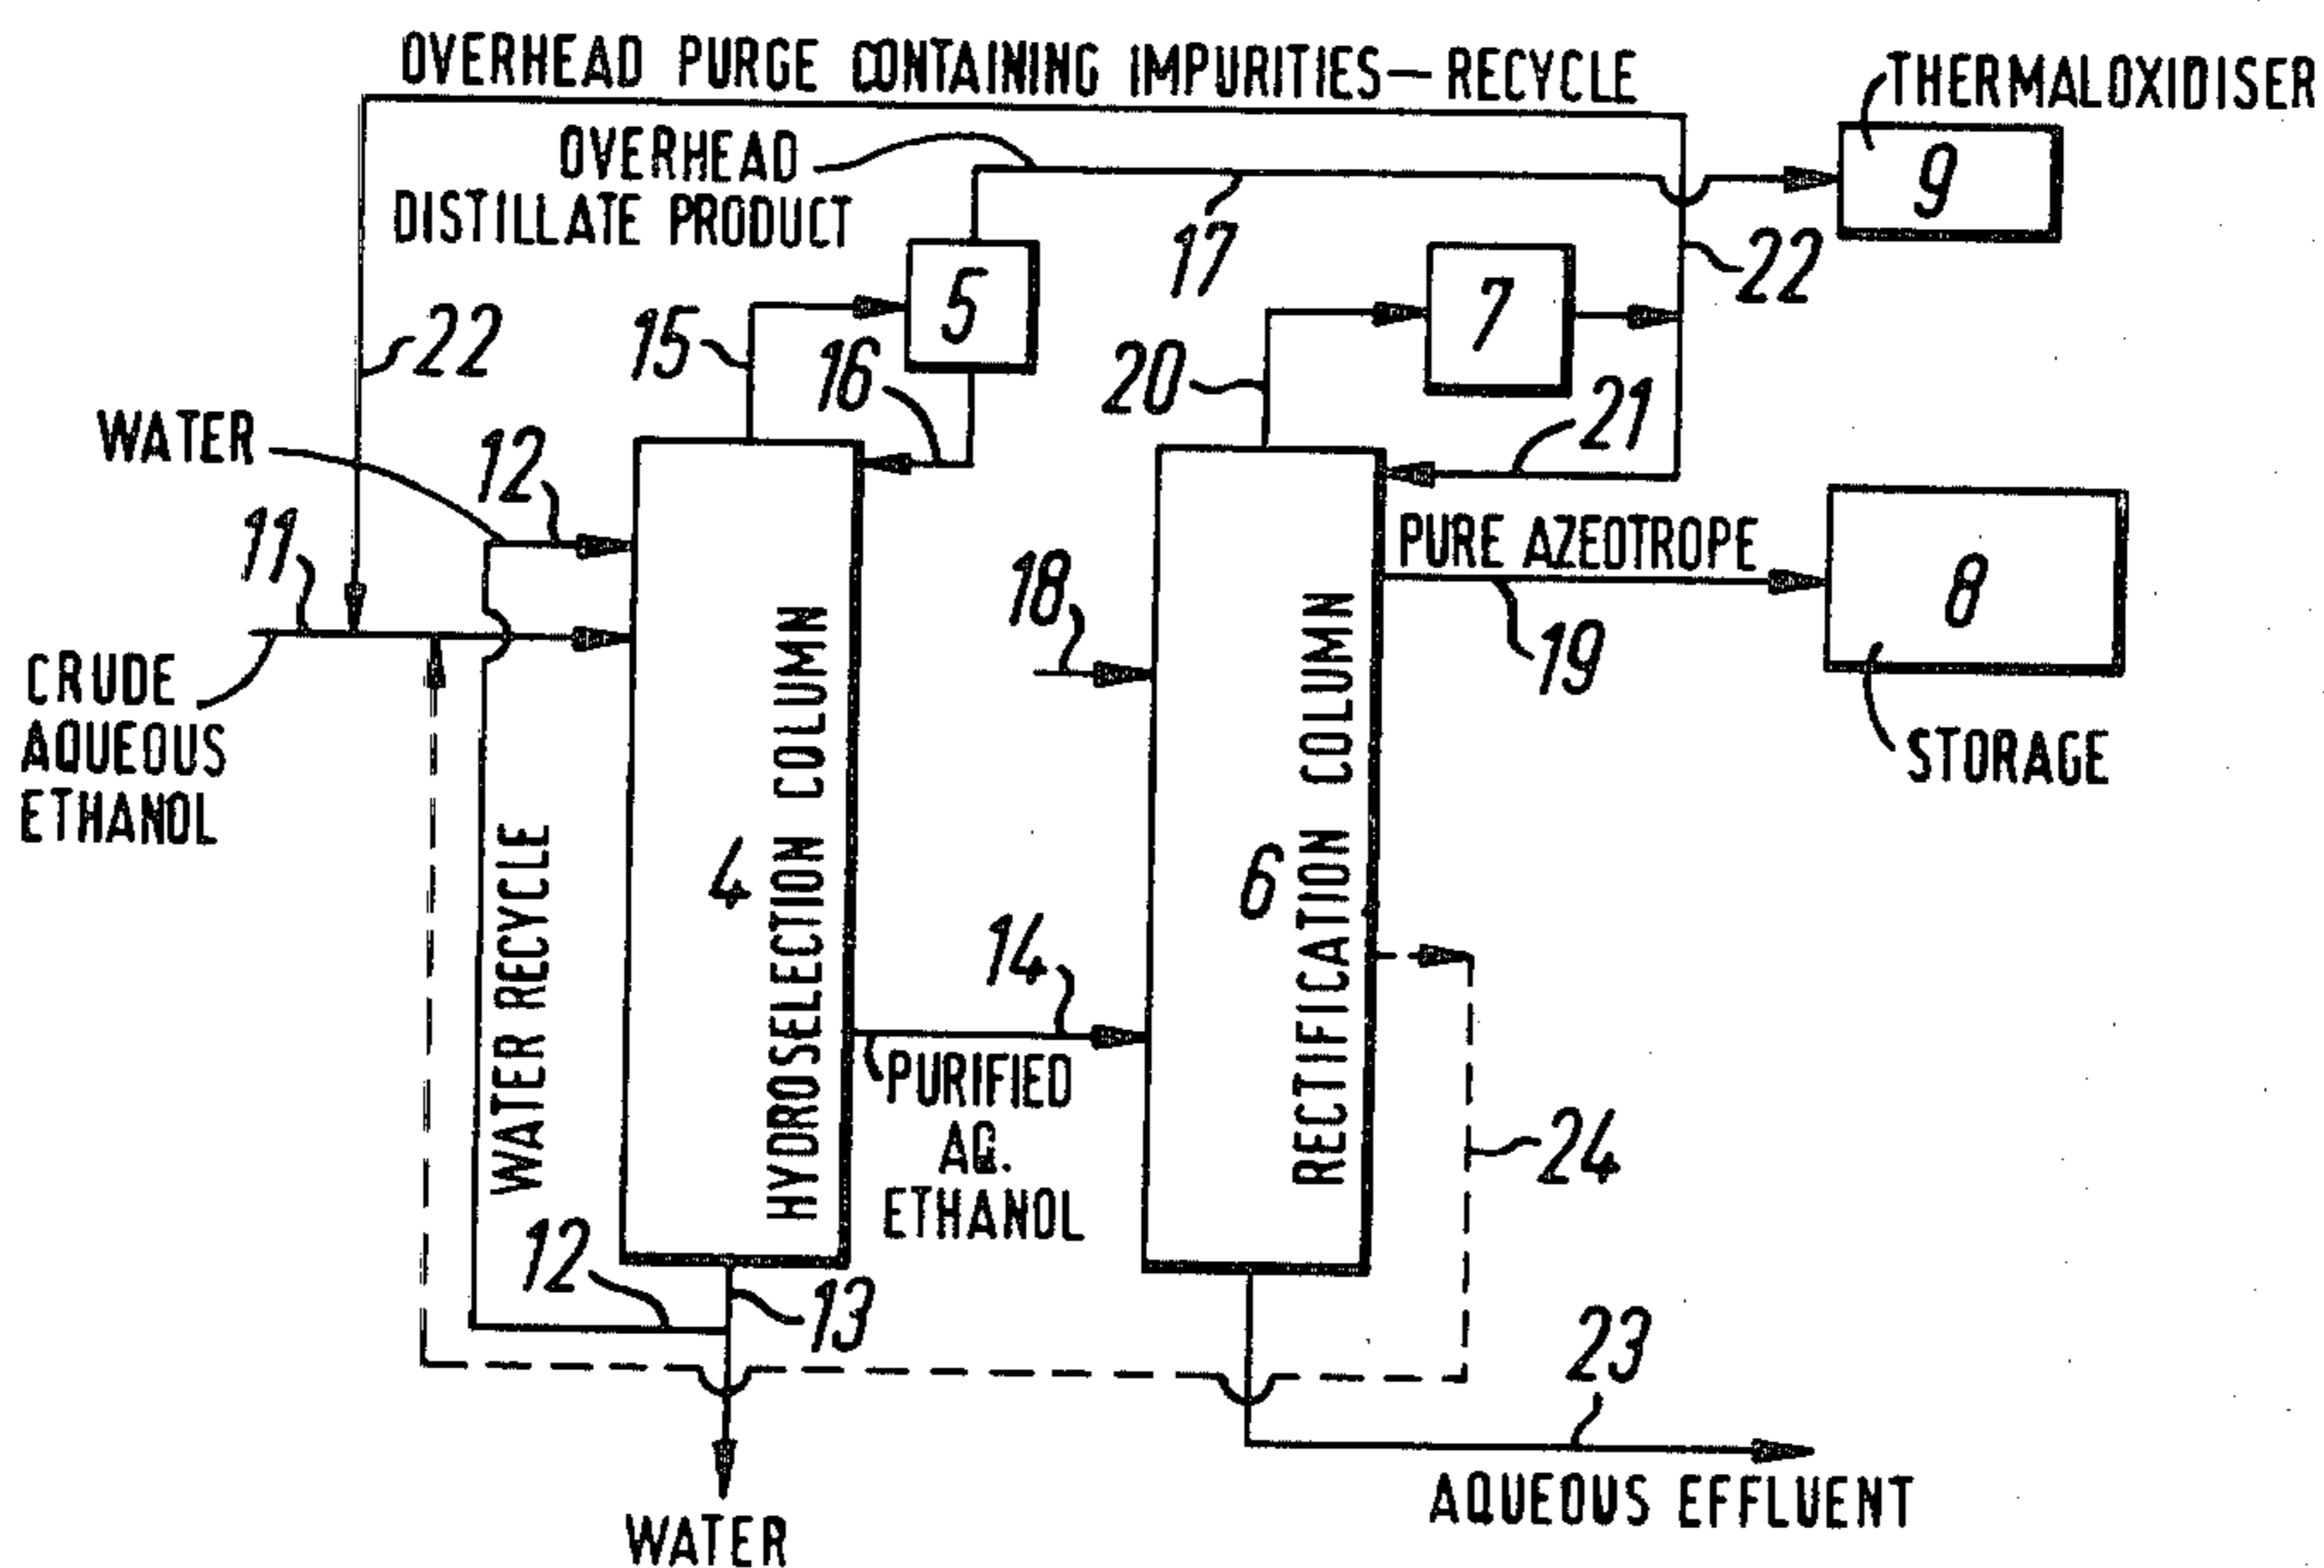 OVERHEAD PURGE CONTAINING IMPURITIES—RECYCLE
THERMALOXIDISER
9
OVERHEAD
DISTILLATE PRODUCT
17
22
5
7
15
16
20
21
22
WATER
12
11
CRUDE
AQUEOUS
ETHANOL
PURE AZEOTROPE
18
19
8
STORAGE
WATER RECYCLE
4
HYDROSELECTION COLUMN
6
RECTIFICATION COLUMN
14
PURIFIED
AQ.
ETHANOL
24
12
13
23
WATER
AQUEOUS EFFLUENT